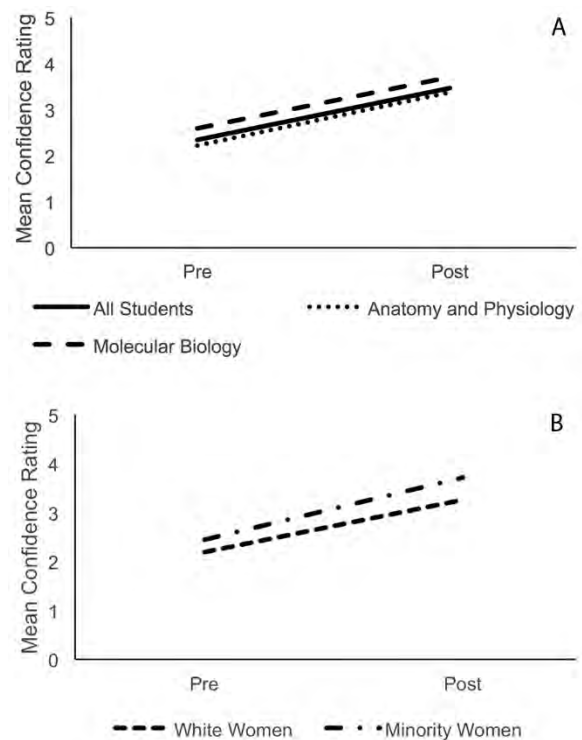 A
Mean Confidence Rating
5
4
3
2
1
0
Pre Post
All Students Anatomy and Physiology
Molecular Biology
B
Mean Confidence Rating
5
4
3
2
1
0
Pre Post
White Women Minority Women